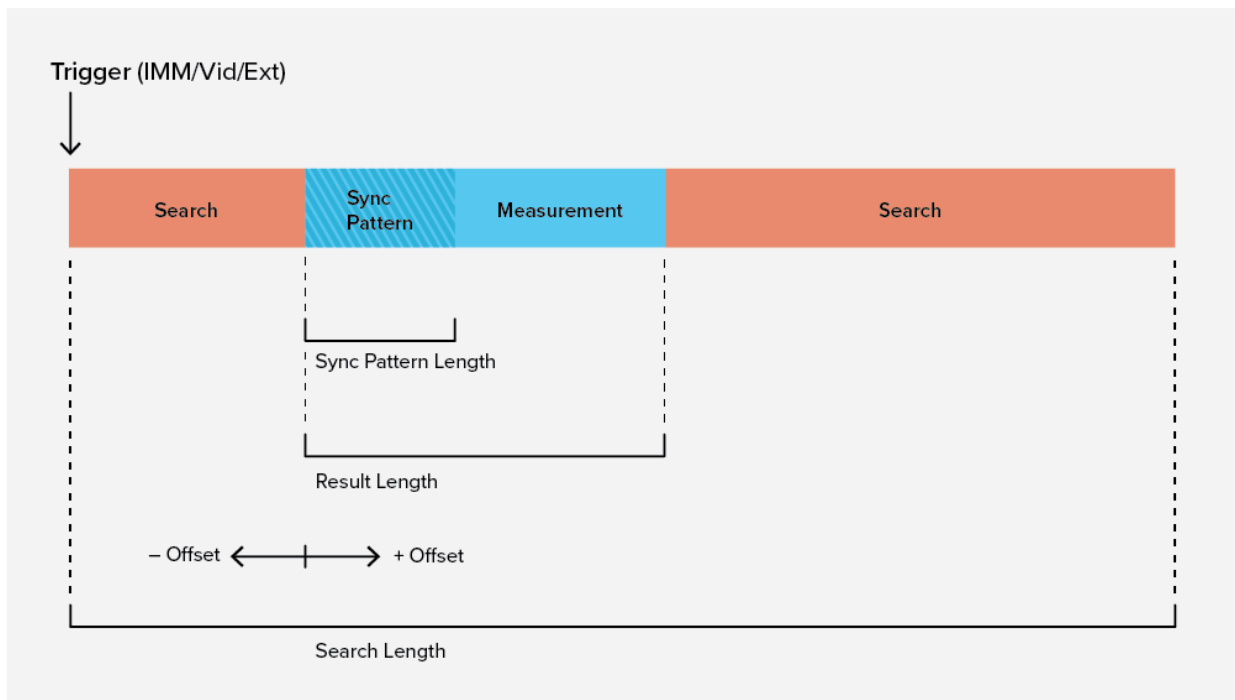 Trigger (IMM/Vid/Ext)
Search
Sync
Pattern
Measurement
Search
Sync Pattern Length
Result Length
– Offset
+ Offset
Search Length